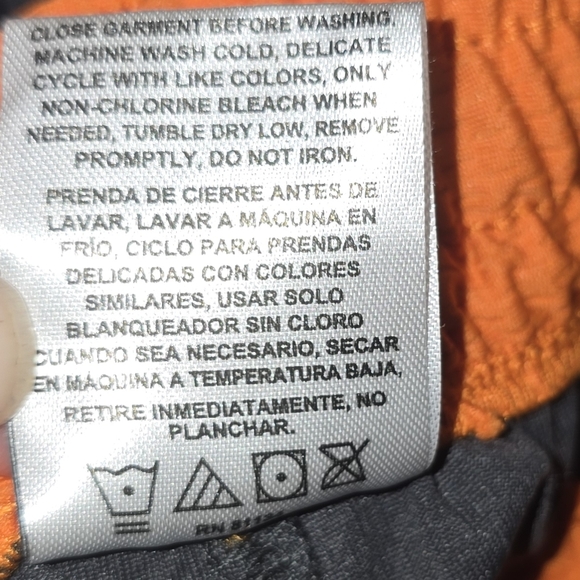 CLOSE GARMENT BEFORE WASHING.
MACHINE WASH COLD, DELICATE
CYCLE WITH LIKE COLORS, ONLY
NON-CHLORINE BLEACH WHEN
NEEDED, TUMBLE DRY LOW, REMOVE
PROMPTLY, DO NOT IRON.
PRENDA DE CIERRE ANTES DE
LAVAR, LAVAR A MÁQUINA EN
FRÍO, CICLO PARA PRENDAS
DELICADAS CON COLORES
SIMILARES, USAR SOLO
BLANQUEADOR SIN CLORO
CUANDO SEA NECESARIO, SECAR
EN MÁQUINA A TEMPERATURA BAJA,
RETIRE INMEDIATAMENTE, NO
PLANCHAR.
RN